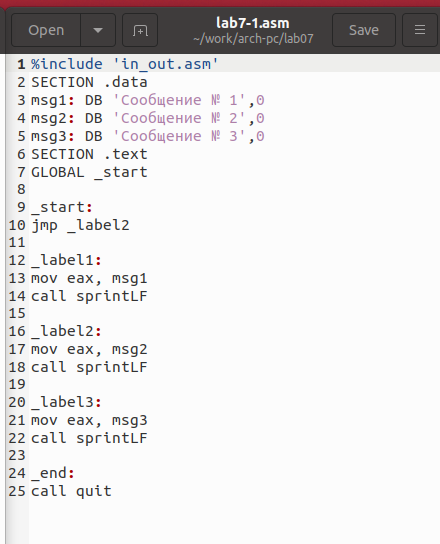 Open
lab7-1.asm
~/work/arch-pc/lab07
Save
1 %include 'in_out.asm'
2 SECTION .data
3 msg1: DB 'Сообщение № 1',0
4 msg2: DB 'Сообщение № 2',0
5 msg3: DB 'Сообщение № 3',0
6 SECTION .text
7 GLOBAL _start
8
9 _start:
10 jmp _label2
11
12 _label1:
13 mov eax, msg1
14 call sprintLF
15
16 _label2:
17 mov eax, msg2
18 call sprintLF
19
20 _label3:
21 mov eax, msg3
22 call sprintLF
23
24 _end:
25 call quit